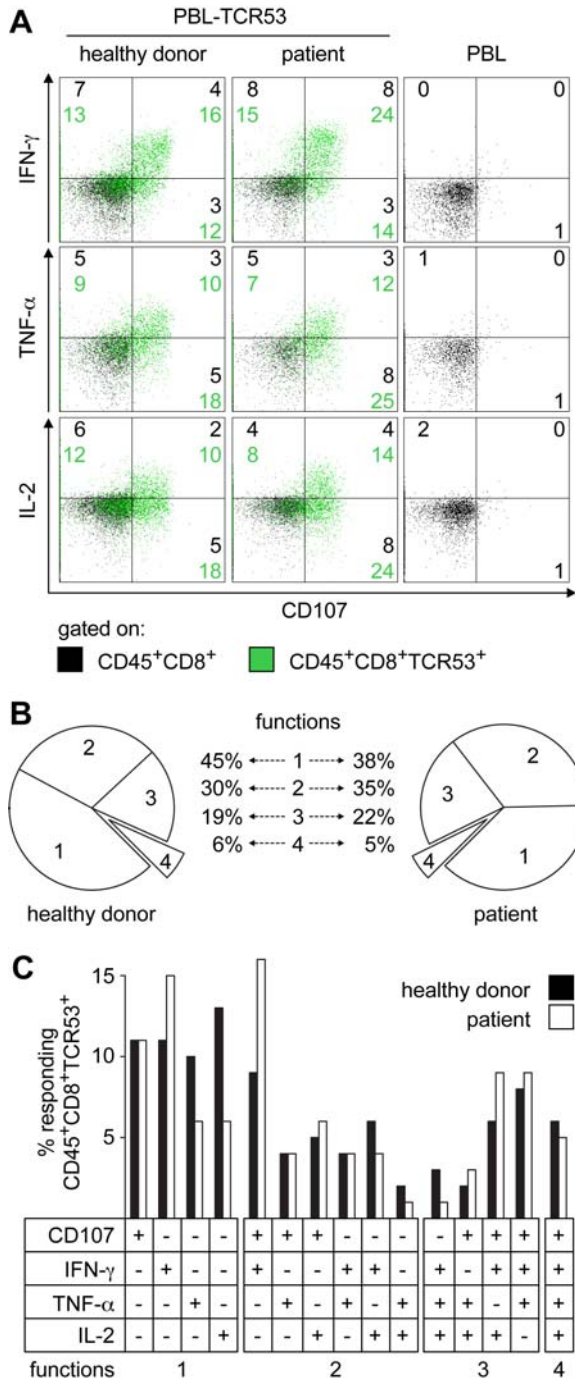 A
PBL-TCR53
healthy donor patient PBL
IFN-γ
7 4 8 8 0 0
13 16 15 24
3 3 1
12 14
TNF-α
5 3 5 3 1 0
9 10 7 12
5 8 1
18 25
IL-2
6 2 4 4 2 0
12 10 8 14
5 8 1
18 24
CD107
gated on:
CD45⁺CD8⁺ CD45⁺CD8⁺TCR53⁺
B
functions
45% 1 38%
30% 2 35%
19% 3 22%
6% 4 5%
2 3 1 4
healthy donor
2 3 1 4
patient
C
healthy donor
patient
% responding
CD45⁺CD8⁺TCR53⁺
15
10
5
CD107 + - - - + + + - - - - + + + +
IFN-γ - + - - + - - + + - + - + + +
TNF-α - - + - - + - + - + + + - + +
IL-2 - - - + - - + - + + + + + - +
functions 1 2 3 4